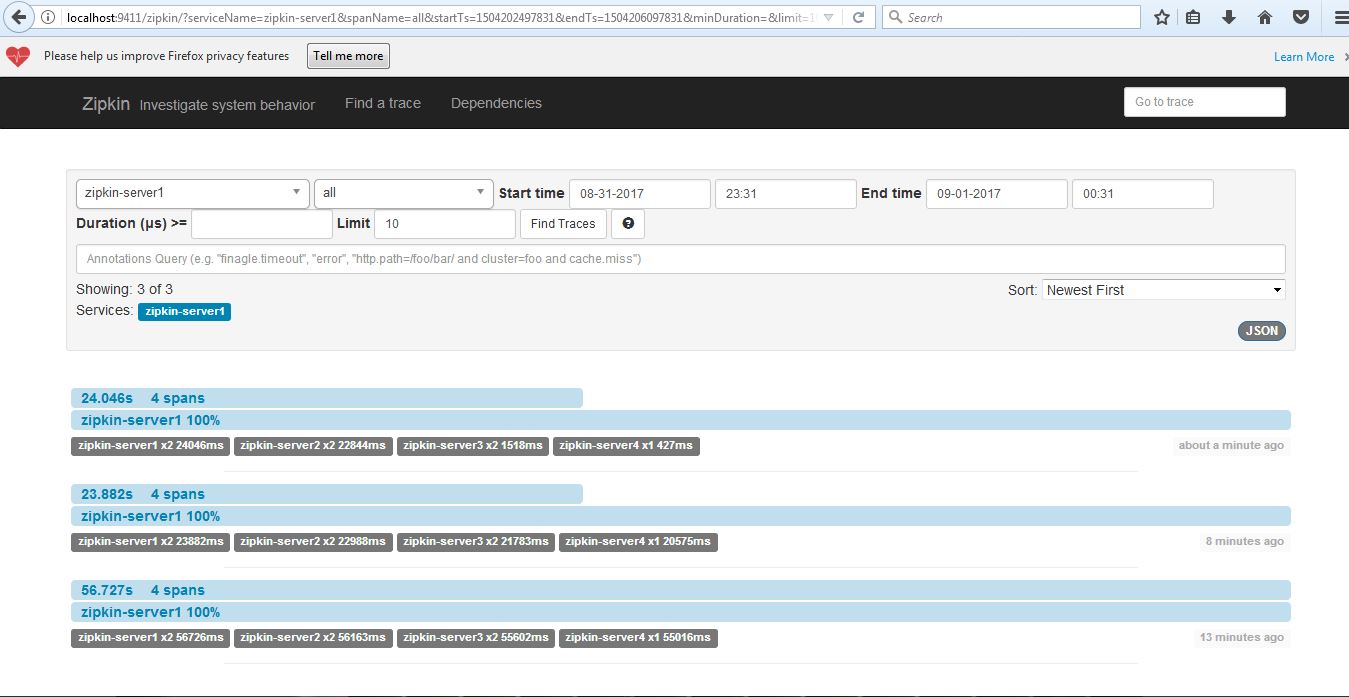 localhost:9411/zipkin/?serviceName=zipkin-server1&spanName=all&startTs=1504202497831&endTs=1504206097831&minDuration=&limit=1
Search
Please help us improve Firefox privacy features Tell me more Learn More
Zipkin Investigate system behavior Find a trace Dependencies Go to trace
zipkin-server1 all Start time 08-31-2017 23:31 End time 09-01-2017 00:31
Duration (μs) >= Limit 10 Find Traces ?
Annotations Query (e.g. "finagle.timeout", "error", "http.path=/foo/bar/ and cluster=foo and cache.miss")
Showing: 3 of 3 Sort: Newest First
Services: zipkin-server1
JSON
24.046s 4 spans
zipkin-server1 100%
zipkin-server1 x2 24046ms zipkin-server2 x2 22844ms zipkin-server3 x2 1518ms zipkin-server4 x1 427ms about a minute ago
23.882s 4 spans
zipkin-server1 100%
zipkin-server1 x2 23882ms zipkin-server2 x2 22988ms zipkin-server3 x2 21783ms zipkin-server4 x1 20575ms 8 minutes ago
56.727s 4 spans
zipkin-server1 100%
zipkin-server1 x2 56726ms zipkin-server2 x2 56163ms zipkin-server3 x2 55602ms zipkin-server4 x1 55016ms 13 minutes ago